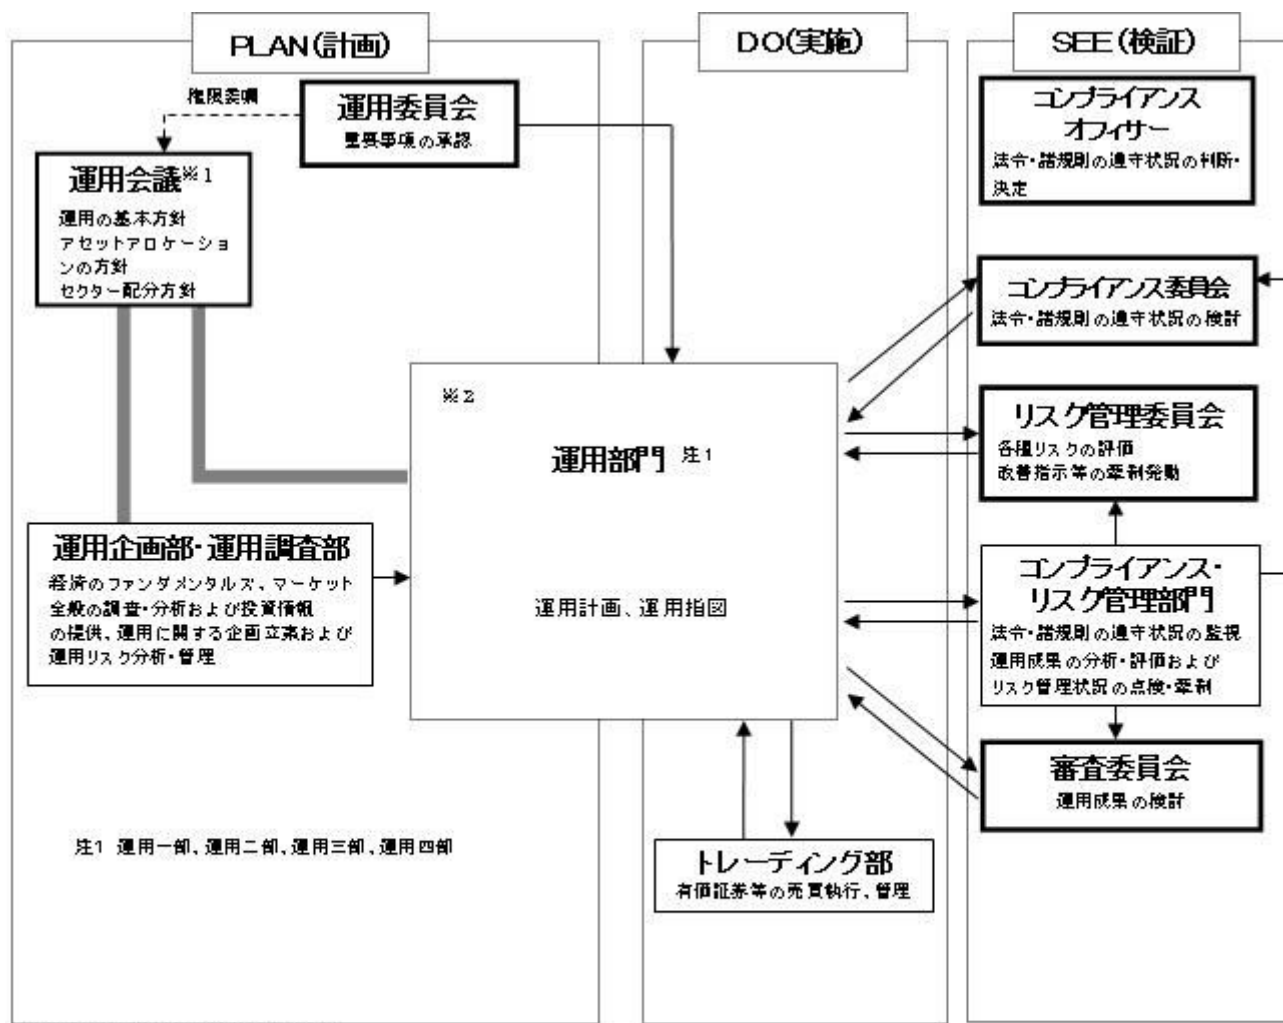 PLAN(計画)
権限委嘱
運用委員会
重要事項の承認
運用会議※1
運用の基本方針
アセットアロケーショ
ンの方針
セクター配分方針
運用企画部・運用調査部
経済のファンダメンタルズ、マーケット
全般の調査・分析および投資情報
の提供、運用に関する企画立案および
運用リスク分析・管理
注1 運用一部、運用二部、運用三部、運用四部
DO(実施)
※2
運用部門 注1
運用計画、運用指図
トレーディング部
有価証券等の売買執行、管理
SEE(検証)
コンプライアンス
オフィサー
法令・諸規則の遵守状況の判断・
決定
コンプライアンス委員会
法令・諸規則の遵守状況の検討
リスク管理委員会
各種リスクの評価
改善指示等の牽制発動
コンプライアンス・
リスク管理部門
法令・諸規則の遵守状況の監視
運用成果の分析・評価および
リスク管理状況の点検・牽制
審査委員会
運用成果の検討